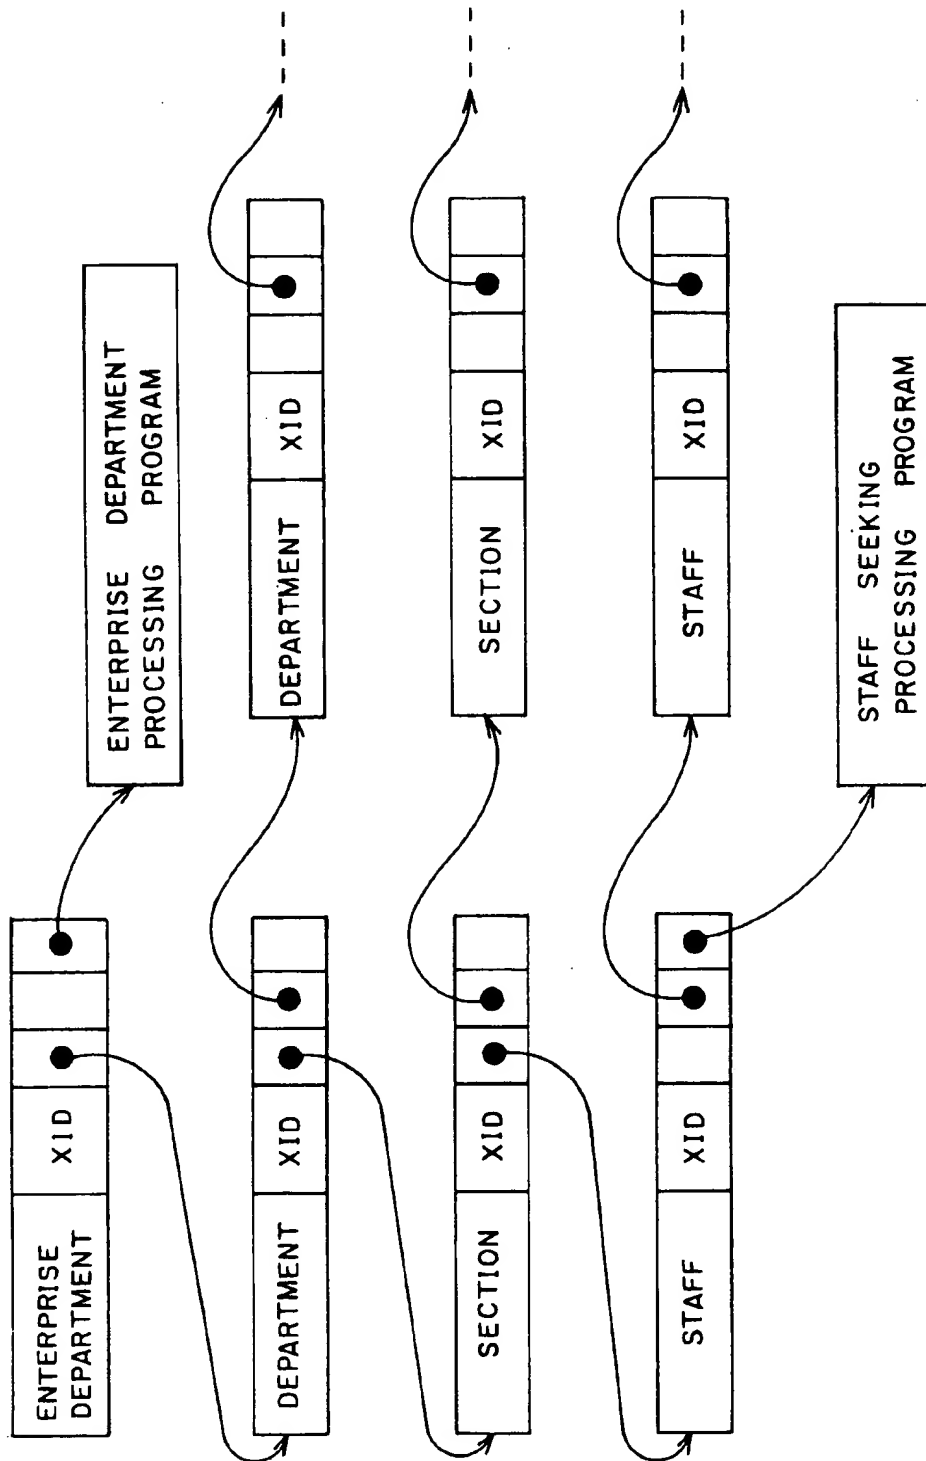 ENTERPRISE
DEPARTMENT
XID
ENTERPRISE DEPARTMENT
PROCESSING PROGRAM
DEPARTMENT
XID
DEPARTMENT
XID
SECTION
XID
SECTION
XID
STAFF
XID
STAFF
XID
STAFF SEEKING
PROCESSING PROGRAM